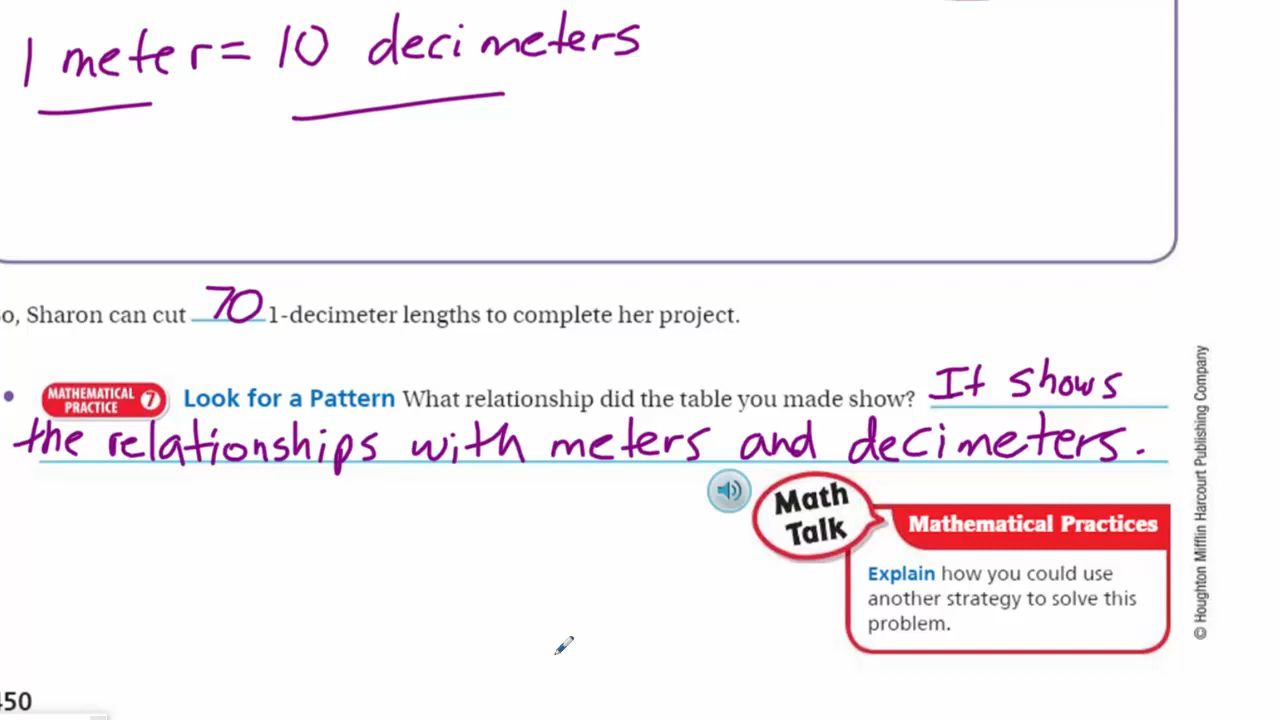 1 meter = 10 decimeters
o, Sharon can cut 70 1-decimeter lengths to complete her project.
• MATHEMATICAL PRACTICE 7 Look for a Pattern What relationship did the table you made show? It shows
the relationships with meters and decimeters.
Math Talk
Mathematical Practices
Explain how you could use
another strategy to solve this
problem.
© Houghton Mifflin Harcourt Publishing Company
450